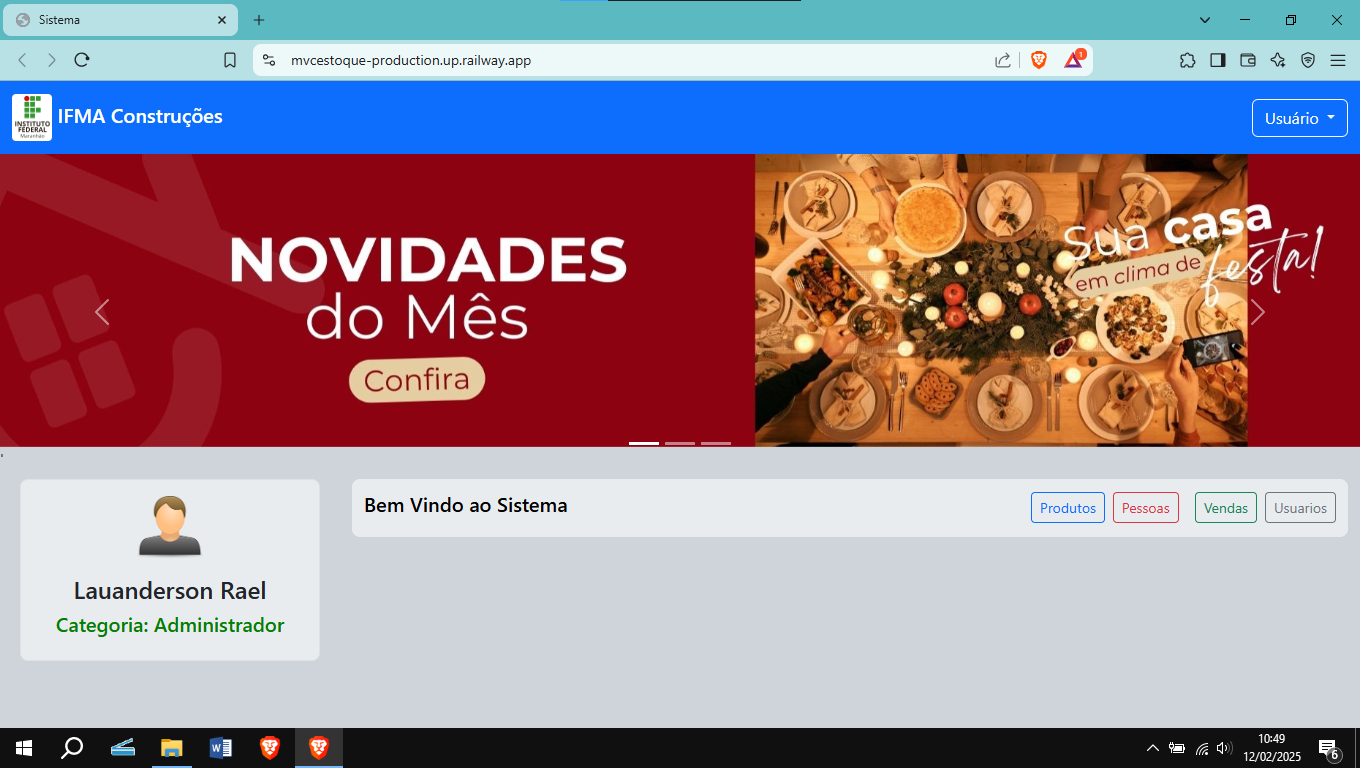 Sistema
mvcestoque-production.up.railway.app
1
INSTITUTO
FEDERAL
Maranhão
IFMA Construções
Usuário
NOVIDADES
do Mês
Confira
Sua casa
em clima de festa!
Lauanderson Rael
Categoria: Administrador
Bem Vindo ao Sistema
Produtos
Pessoas
Vendas
Usuarios
10:49
12/02/2025
6